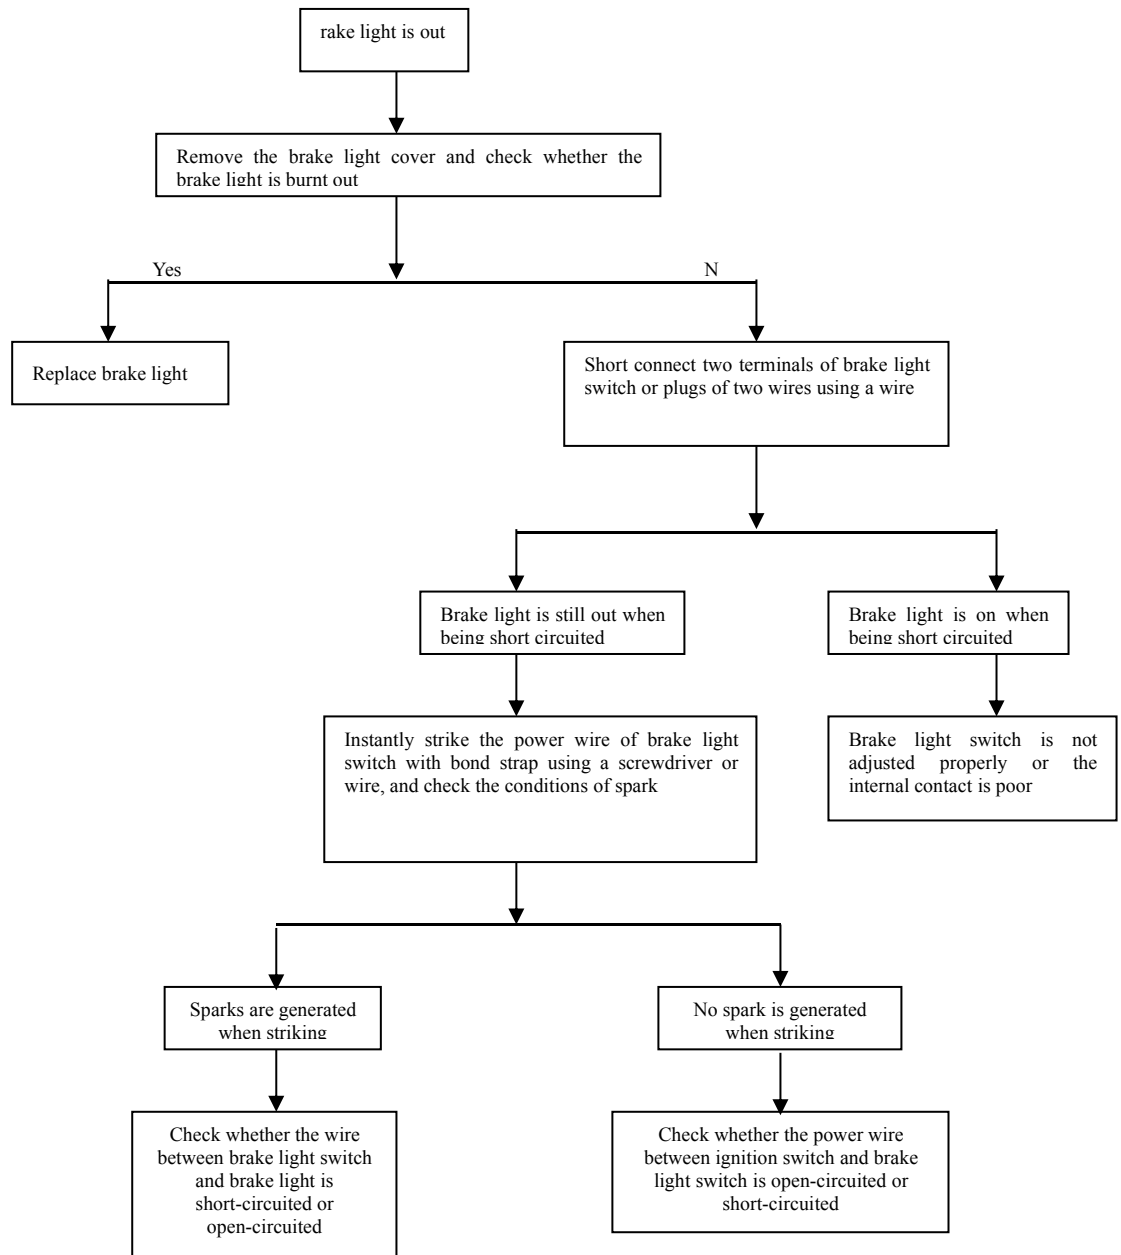 rake light is out
Remove the brake light cover and check whether the
brake light is burnt out
Yes
N
Replace brake light
Short connect two terminals of brake light
switch or plugs of two wires using a wire
Brake light is still out when
being short circuited
Brake light is on when
being short circuited
Instantly strike the power wire of brake light
switch with bond strap using a screwdriver or
wire, and check the conditions of spark
Brake light switch is not
adjusted properly or the
internal contact is poor
Sparks are generated
when striking
No spark is generated
when striking
Check whether the wire
between brake light switch
and brake light is
short-circuited or
open-circuited
Check whether the power wire
between ignition switch and brake
light switch is open-circuited or
short-circuited